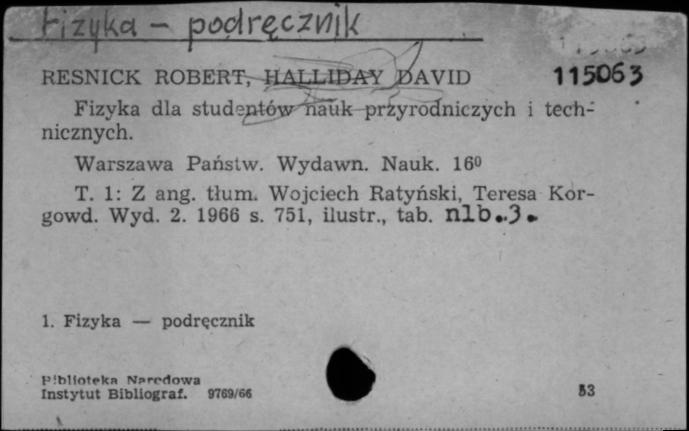 Fizyka – podręcznik
RESNICK ROBERT, HALLIDAY DAVID 115063
Fizyka dla studentów nauk przyrodniczych i tech-
nicznych.
Warszawa Państw. Wydawn. Nauk. 16⁰
T. 1: Z ang. tłum. Wojciech Ratyński, Teresa Kor-
gowd. Wyd. 2. 1966 s. 751, ilustr., tab. nlb.3.
1. Fizyka — podręcznik
Biblioteka Narodowa
Instytut Bibliograf. 9769/66 53